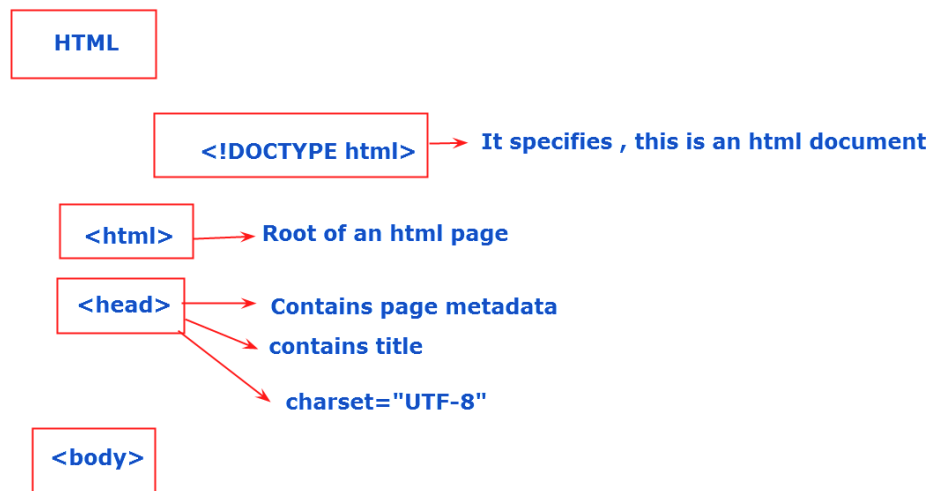 HTML
<!DOCTYPE html> It specifies , this is an html document
<html> Root of an html page
<head> Contains page metadata
contains title
charset="UTF-8"
<body>